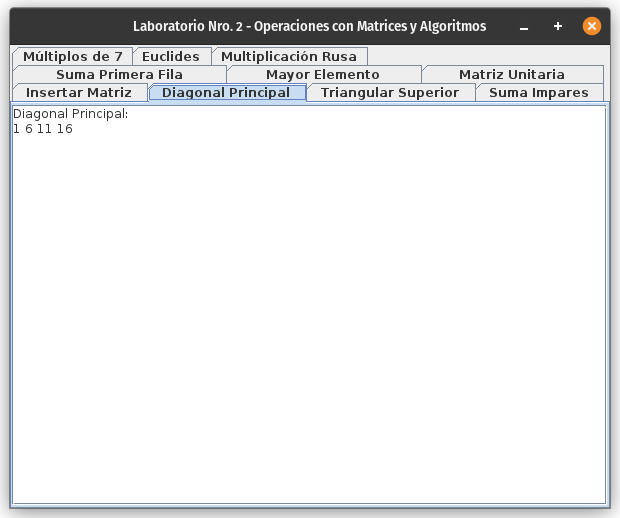 Laboratorio Nro. 2 - Operaciones con Matrices y Algoritmos
Múltiplos de 7 Euclides Multiplicación Rusa
Suma Primera Fila Mayor Elemento Matriz Unitaria
Insertar Matriz Diagonal Principal Triangular Superior Suma Impares
Diagonal Principal:
1 6 11 16